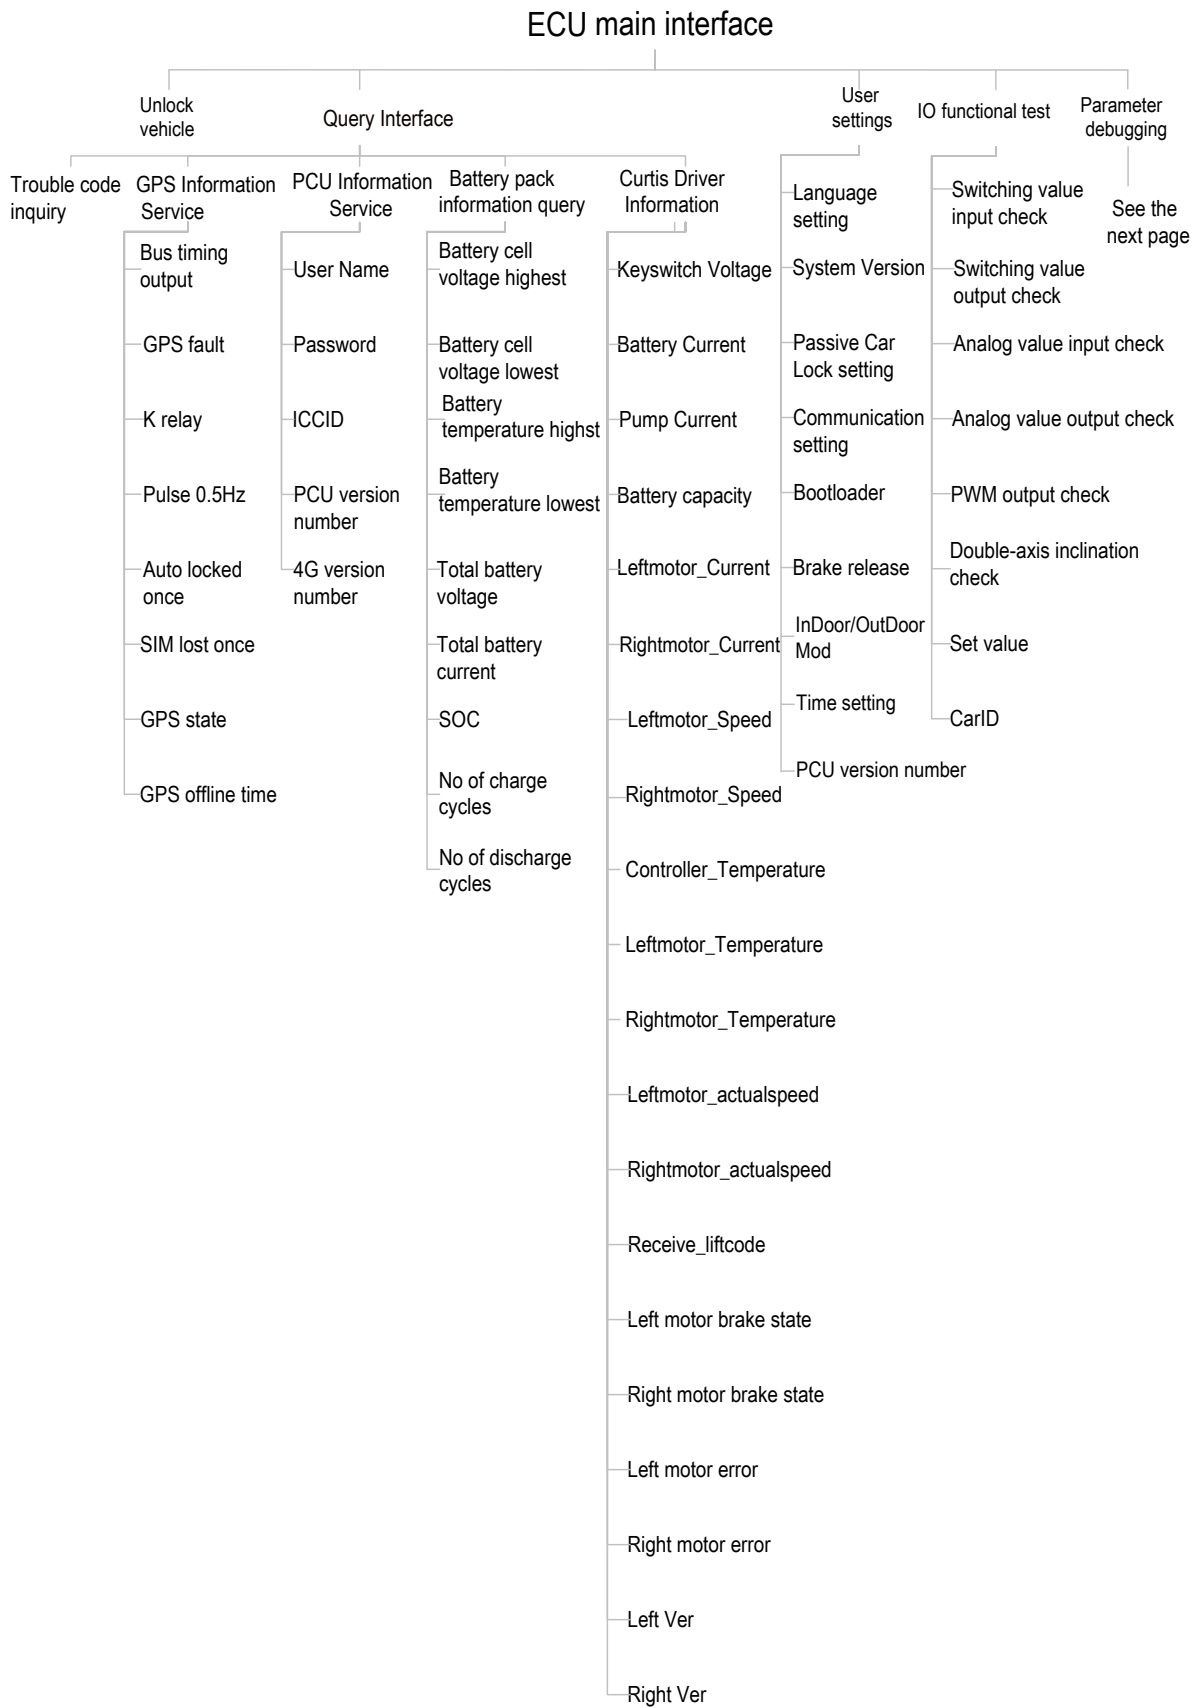 ECU main interface
Unlock
vehicle
Query Interface
User
settings
IO functional test
Parameter
debugging
Trouble code
inquiry
GPS Information
Service
PCU Information
Service
Battery pack
information query
Curtis Driver
Information
See the
next page
Bus timing
output
GPS fault
K relay
Pulse 0.5Hz
Auto locked
once
SIM lost once
GPS state
GPS offline time
User Name
Password
ICCID
PCU version
number
4G version
number
Battery cell
voltage highest
Battery cell
voltage lowest
Battery
temperature highst
Battery
temperature lowest
Total battery
voltage
Total battery
current
SOC
No of charge
cycles
No of discharge
cycles
Keyswitch Voltage
Battery Current
Pump Current
Battery capacity
Leftmotor_Current
Rightmotor_Current
Leftmotor_Speed
Rightmotor_Speed
Controller_Temperature
Leftmotor_Temperature
Rightmotor_Temperature
Leftmotor_actualspeed
Rightmotor_actualspeed
Receive_liftcode
Left motor brake state
Right motor brake state
Left motor error
Right motor error
Left Ver
Right Ver
Language
setting
System Version
Passive Car
Lock setting
Communication
setting
Bootloader
Brake release
InDoor/OutDoor
Mod
Time setting
PCU version number
Switching value
input check
Switching value
output check
Analog value input check
Analog value output check
PWM output check
Double-axis inclination
check
Set value
CarID